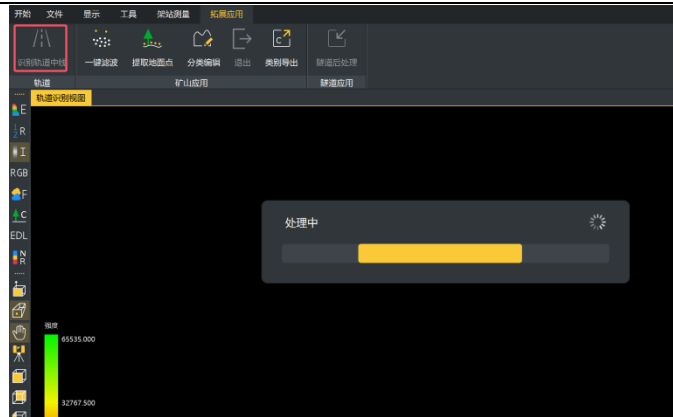 开始 文件 显示 工具 架站测量 拓展应用
识别轨道中线 一键滤波 提取地面点 分类编辑 退出 类别导出 隧道后处理
轨道 矿山应用 隧道应用
轨道识别视图
E
R
I
RGB
F
C
EDL
N
R
处理中
强度
65535.000
32767.500